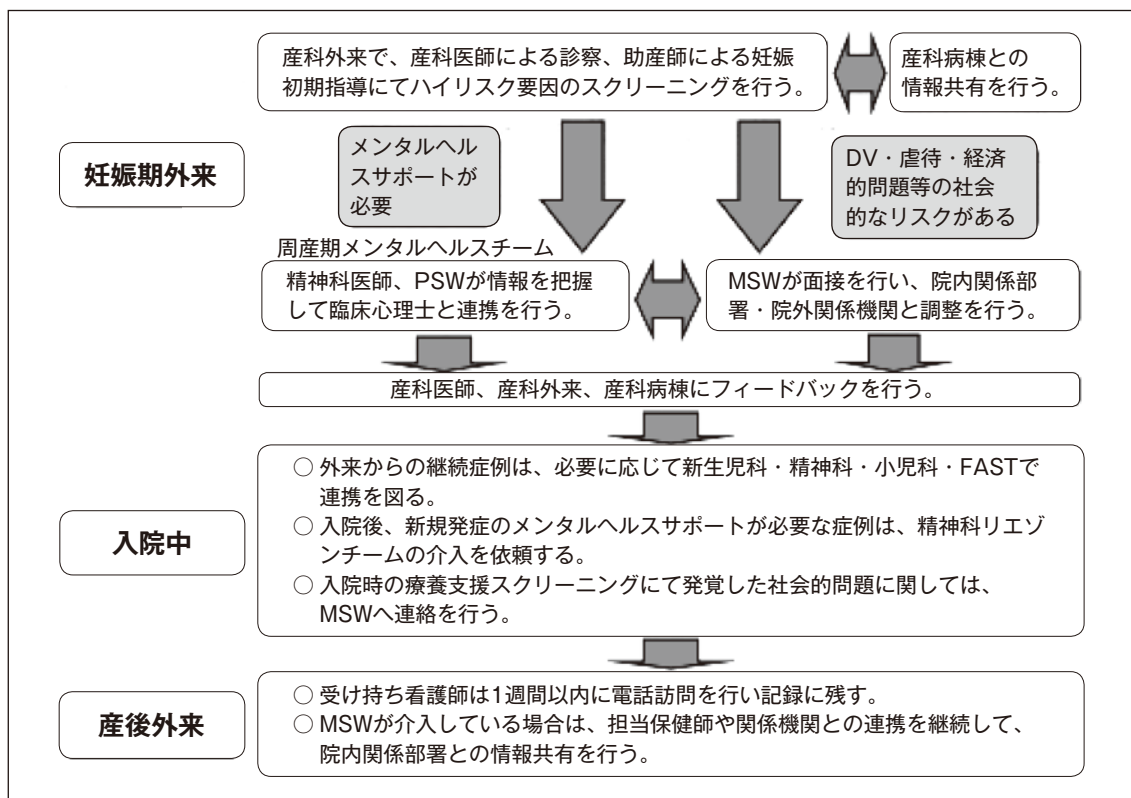 産科外来で、産科医師による診察、助産師による妊娠
初期指導にてハイリスク要因のスクリーニングを行う。
産科病棟との
情報共有を行う。
妊娠期外来
メンタルヘル
スサポートが
必要
DV・虐待・経済
的問題等の社会
的なリスクがある
周産期メンタルヘルスチーム
精神科医師、PSWが情報を把握
して臨床心理士と連携を行う。
MSWが面接を行い、院内関係部
署・院外関係機関と調整を行う。
産科医師、産科外来、産科病棟にフィードバックを行う。
入院中
○ 外来からの継続症例は、必要に応じて新生児科・精神科・小児科・FASTで
連携を図る。
○ 入院後、新規発症のメンタルヘルスサポートが必要な症例は、精神科リエゾ
ンチームの介入を依頼する。
○ 入院時の療養支援スクリーニングにて発覚した社会的問題に関しては、
MSWへ連絡を行う。
産後外来
○ 受け持ち看護師は1週間以内に電話訪問を行い記録に残す。
○ MSWが介入している場合は、担当保健師や関係機関との連携を継続して、
院内関係部署との情報共有を行う。